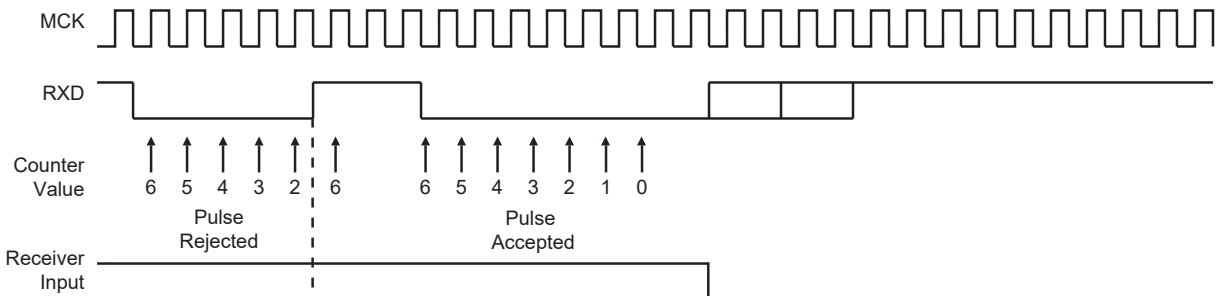 MCK
RXD
Counter
Value
6 5 4 3 2 6 6 5 4 3 2 1 0
Pulse
Rejected
Pulse
Accepted
Receiver
Input